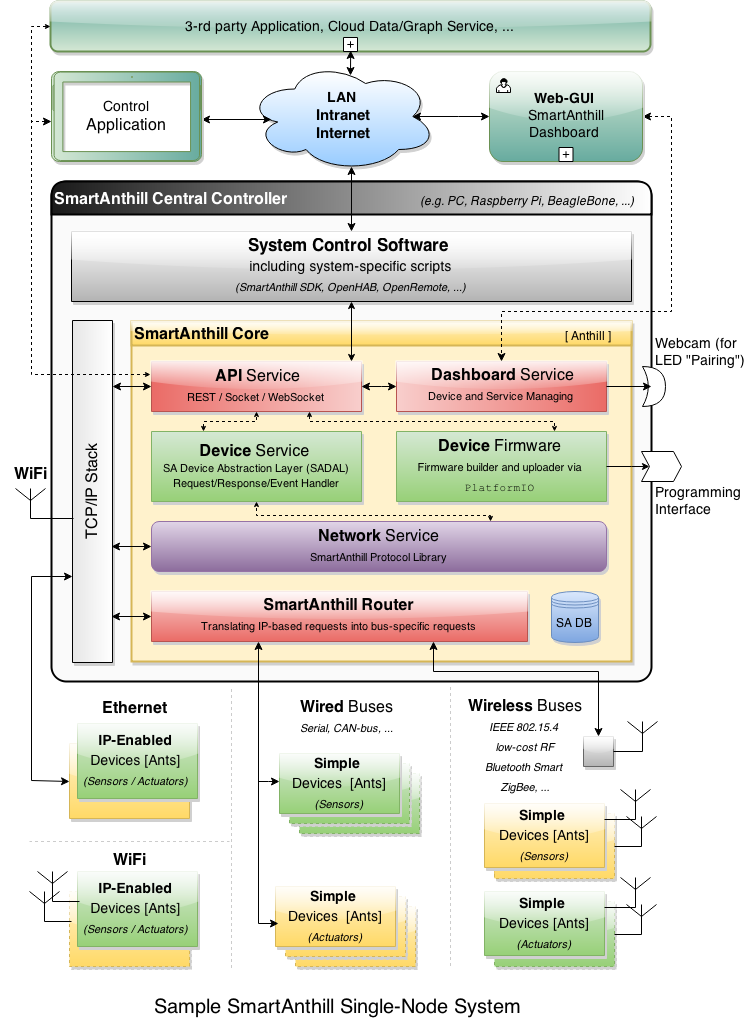 3-rd party Application, Cloud Data/Graph Service, ...
Control
Application
LAN
Intranet
Internet
Web-GUI
SmartAnthill
Dashboard
SmartAnthill Central Controller
(e.g. PC, Raspberry Pi, BeagleBone, ...)
System Control Software
including system-specific scripts
(SmartAnthill SDK, OpenHAB, OpenRemote, ...)
SmartAnthill Core
[ Anthill ]
Webcam (for
LED "Pairing")
API Service
REST / Socket / WebSocket
Dashboard Service
Device and Service Managing
TCP/IP Stack
WiFi
Device Service
SA Device Abstraction Layer (SADAL)
Request/Response/Event Handler
Device Firmware
Firmware builder and uploader via
PlatformIO
Programming
Interface
Network Service
SmartAnthill Protocol Library
SmartAnthill Router
Translating IP-based requests into bus-specific requests
SA DB
Ethernet
IP-Enabled
Devices [Ants]
(Sensors / Actuators)
WiFi
IP-Enabled
Devices [Ants]
(Sensors / Actuators)
Wired Buses
Serial, CAN-bus, ...
Simple
Devices [Ants]
(Sensors)
Simple
Devices [Ants]
(Actuators)
Wireless Buses
IEEE 802.15.4
low-cost RF
Bluetooth Smart
ZigBee, ...
Simple
Devices [Ants]
(Sensors)
Simple
Devices [Ants]
(Actuators)
Sample SmartAnthill Single-Node System